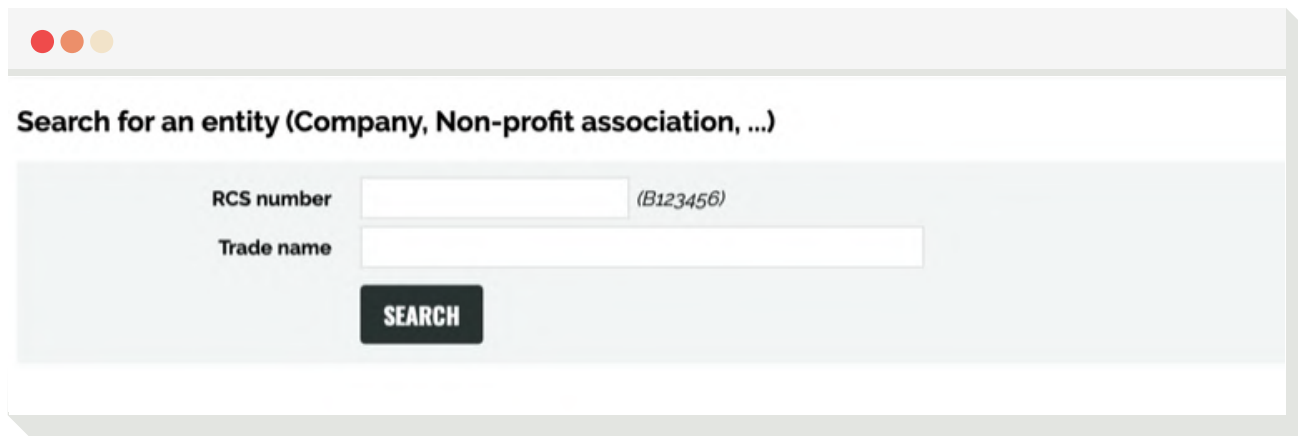 Search for an entity (Company, Non-profit association, ...)
RCS number (B123456)
Trade name
SEARCH